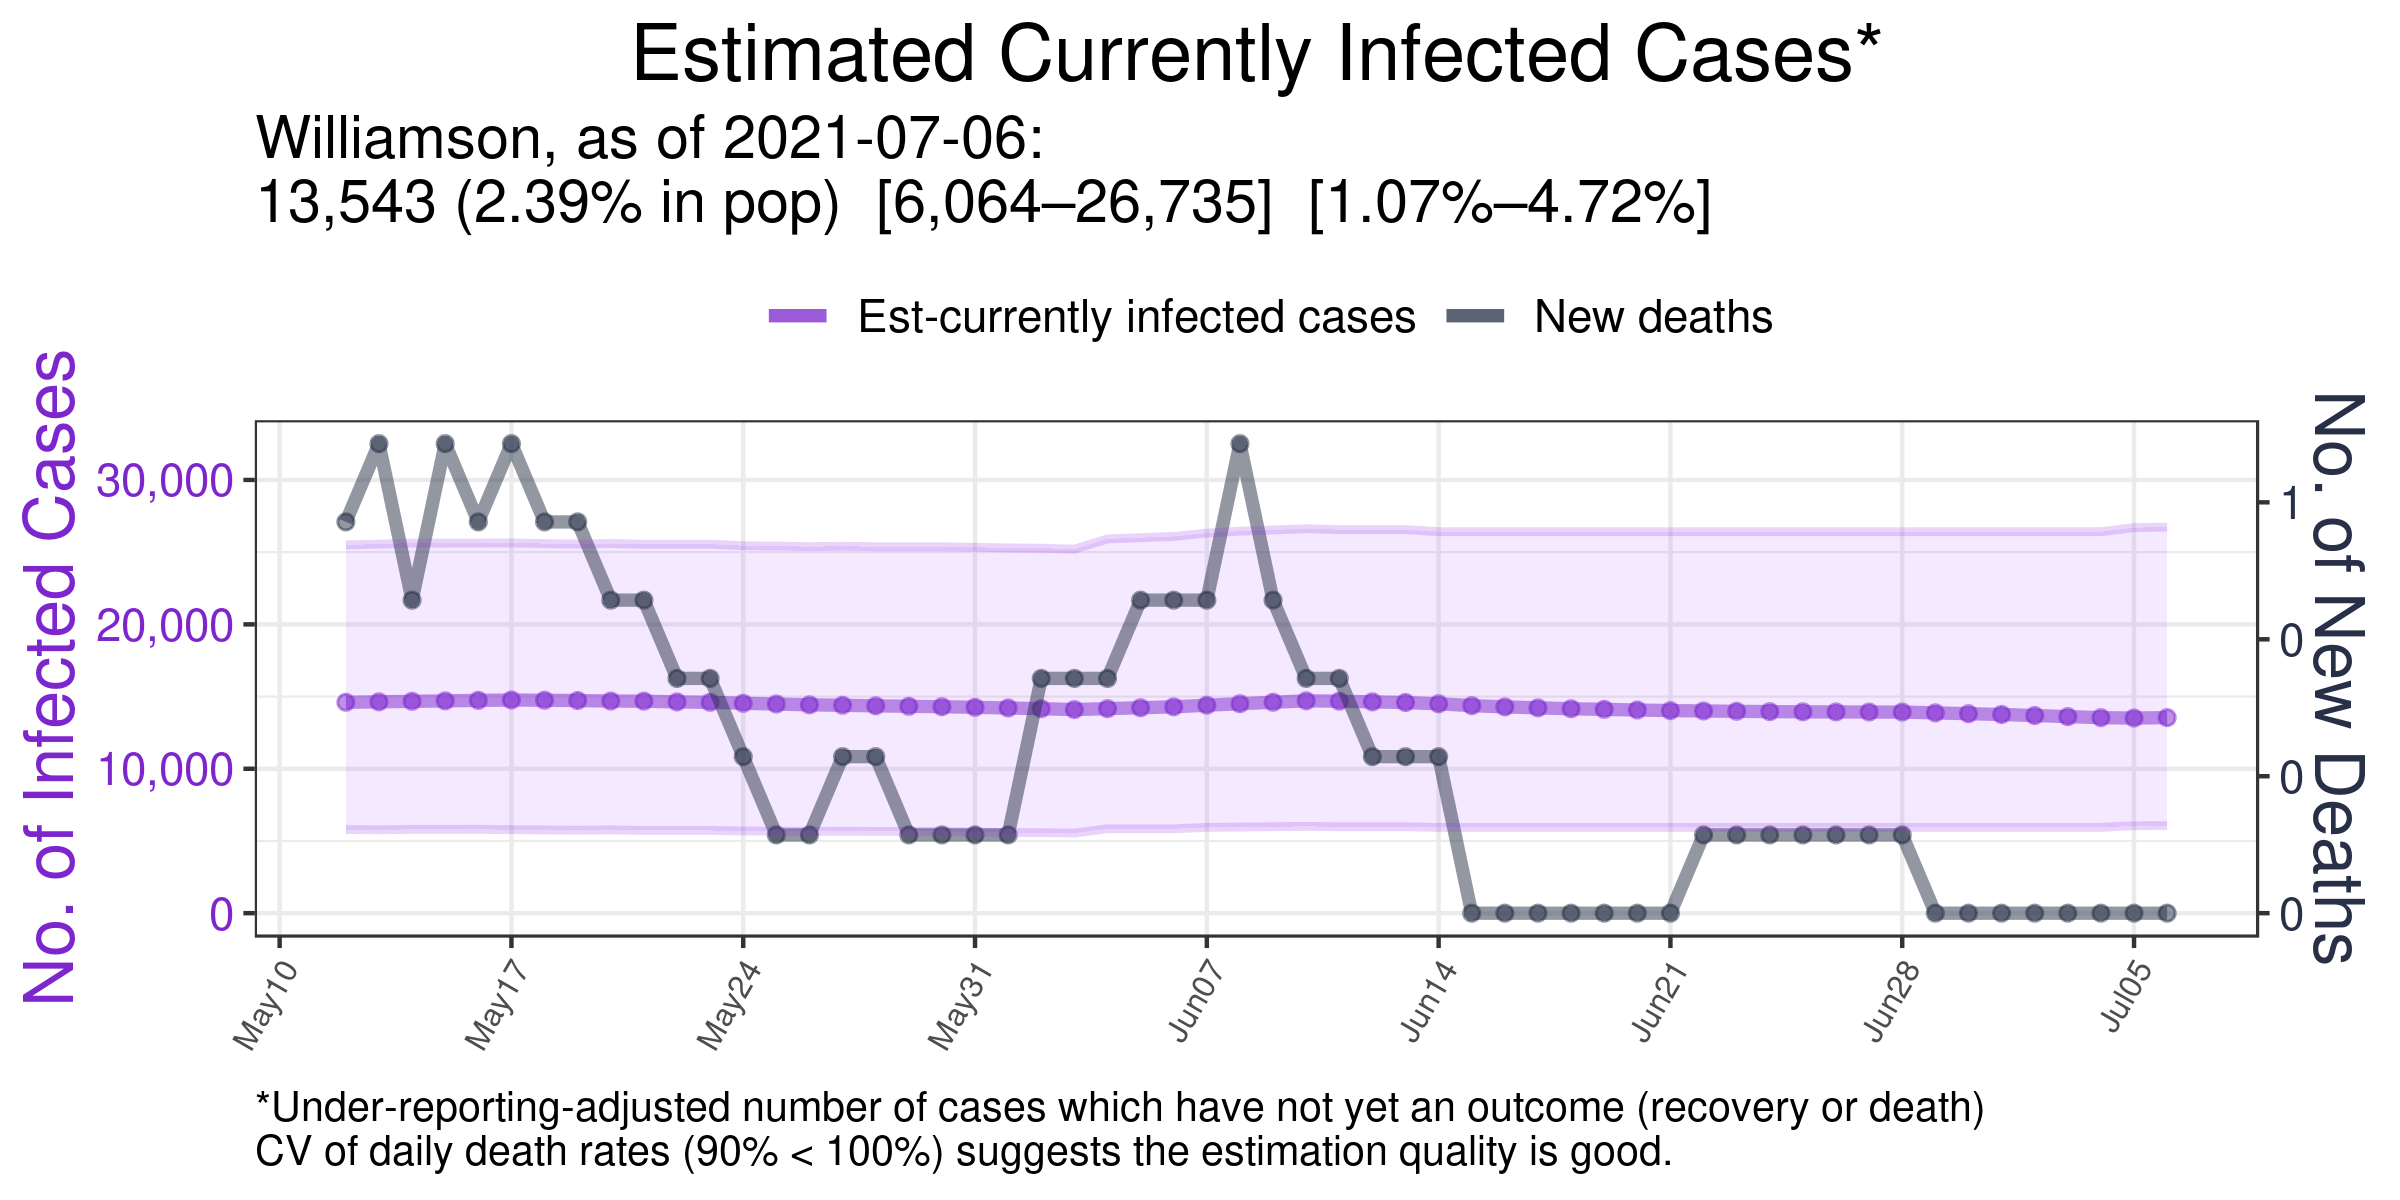 Estimated Currently Infected Cases*
Williamson, as of 2021-07-06:
13,543 (2.39% in pop)  [6,064–26,735]  [1.07%–4.72%]
Est-currently infected cases
New deaths
No. of Infected Cases
30,000
20,000
10,000
0
1
0
0
0
No. of New Deaths
May10
May17
May24
May31
Jun07
Jun14
Jun21
Jun28
Jul05
*Under-reporting-adjusted number of cases which have not yet an outcome (recovery or death)
CV of daily death rates (90% < 100%) suggests the estimation quality is good.